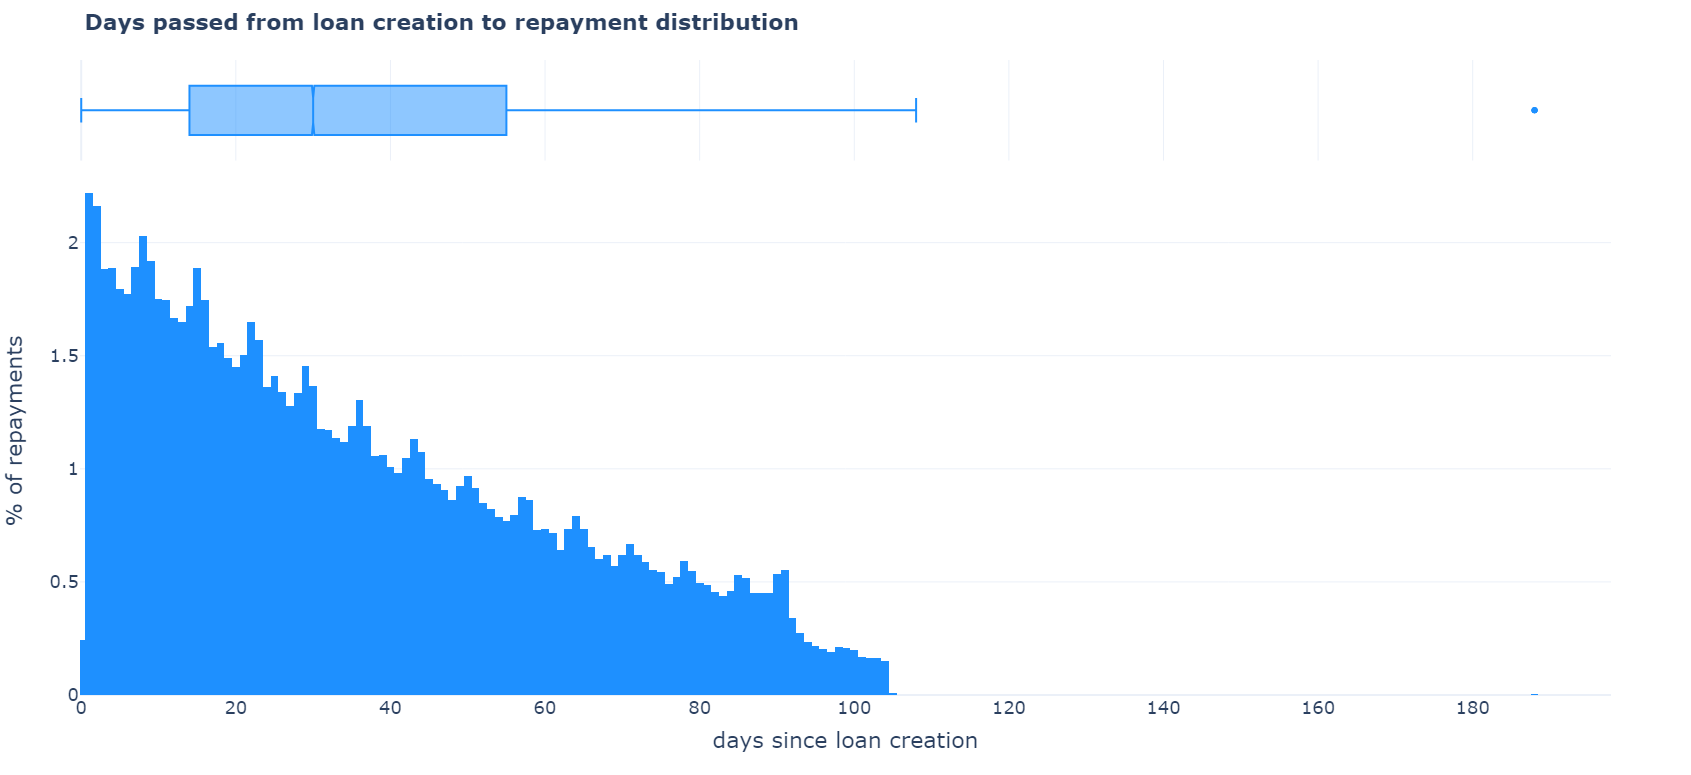 Days passed from loan creation to repayment distribution
2
1.5
1
0.5
0
% of repayments
0 20 40 60 80 100 120 140 160 180
days since loan creation